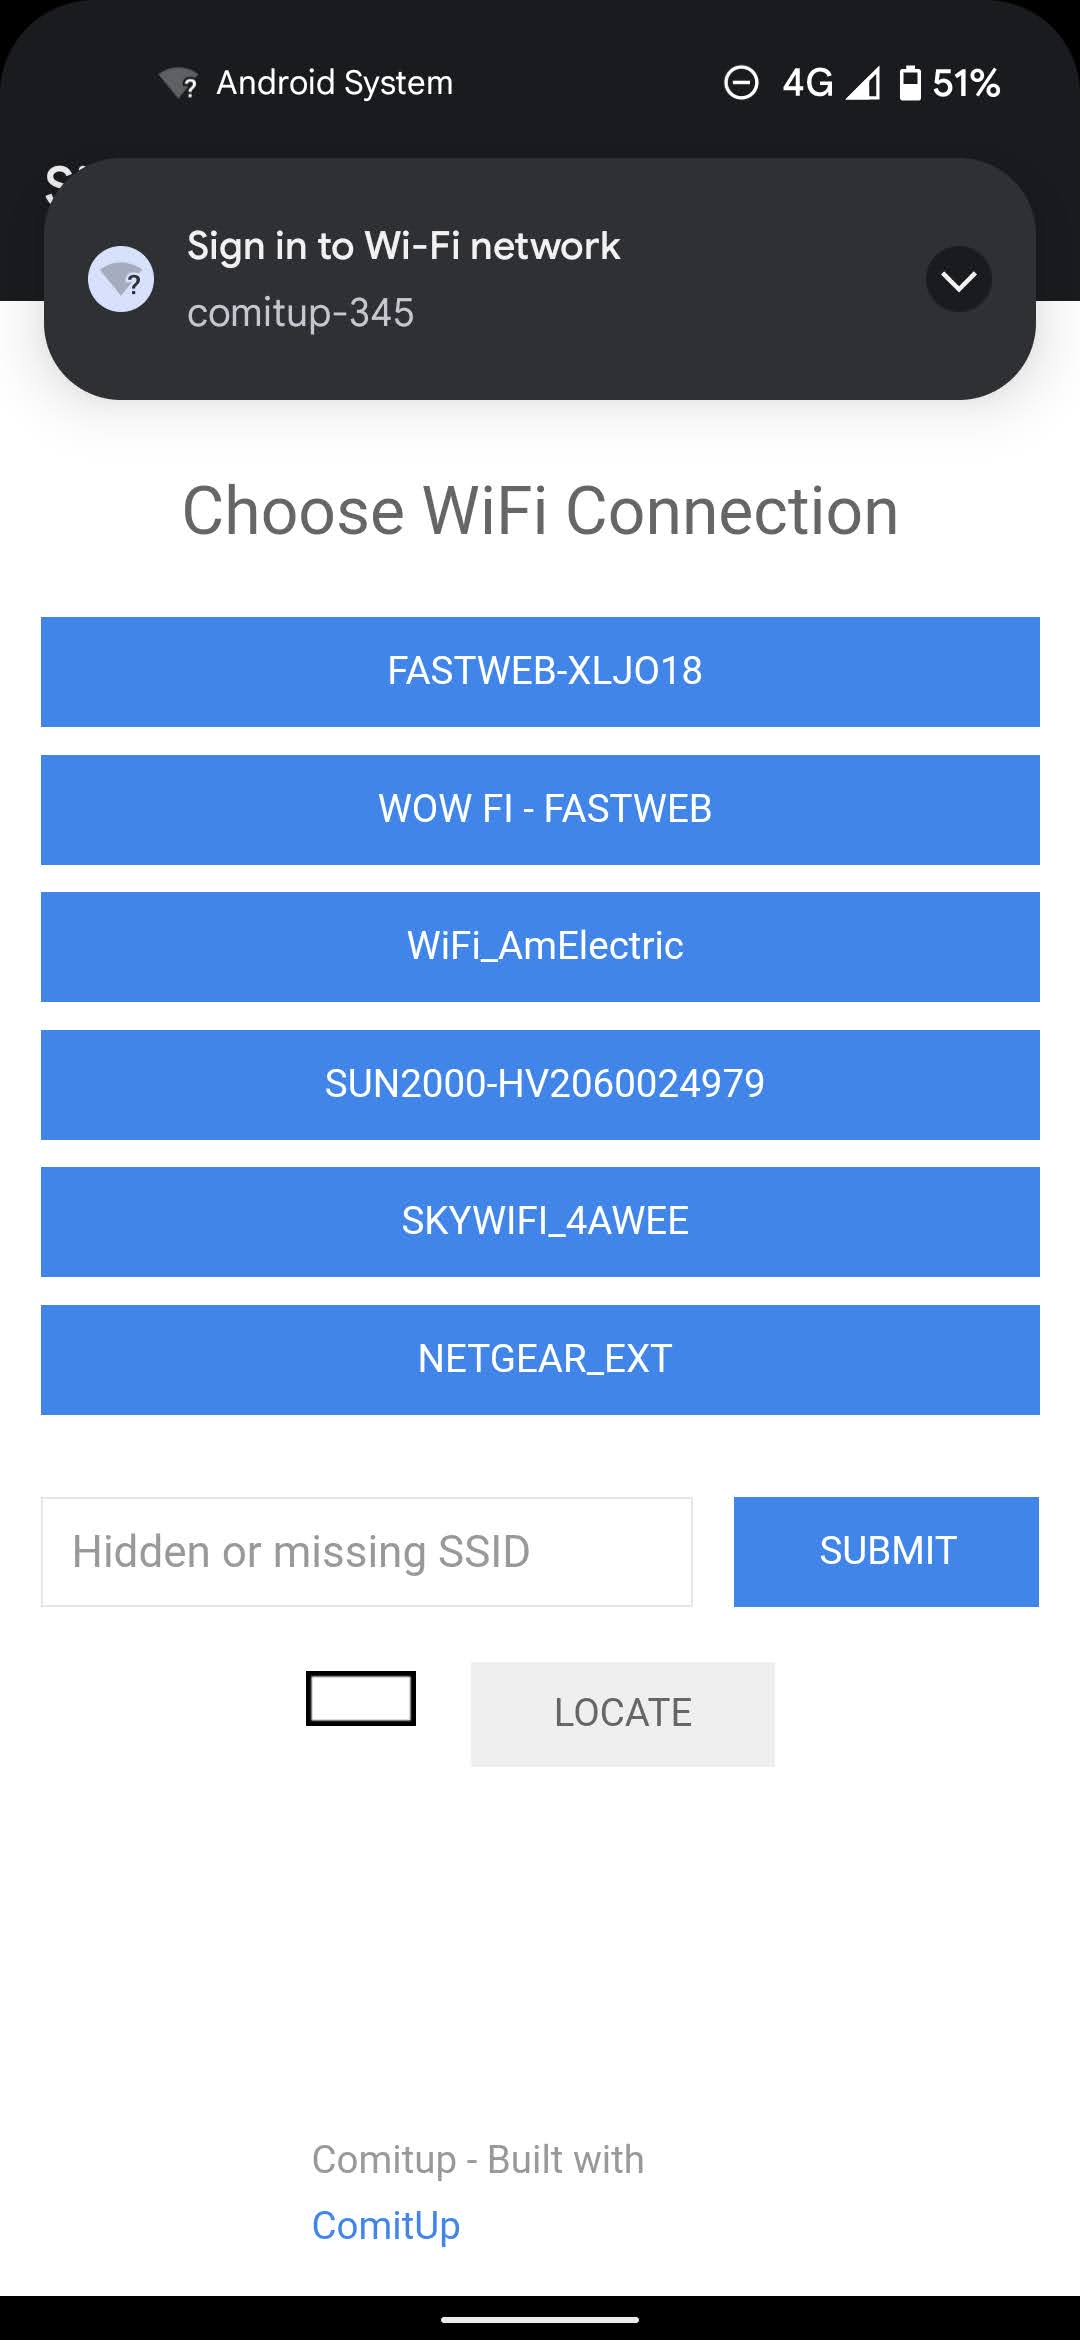 Android System
4G
51%
Sign in to Wi-Fi network
comitup-345
Choose WiFi Connection
FASTWEB-XLJO18
WOW FI - FASTWEB
WiFi_AmElectric
SUN2000-HV2060024979
SKYWIFI_4AWEE
NETGEAR_EXT
Hidden or missing SSID
SUBMIT
LOCATE
Comitup - Built with
ComitUp